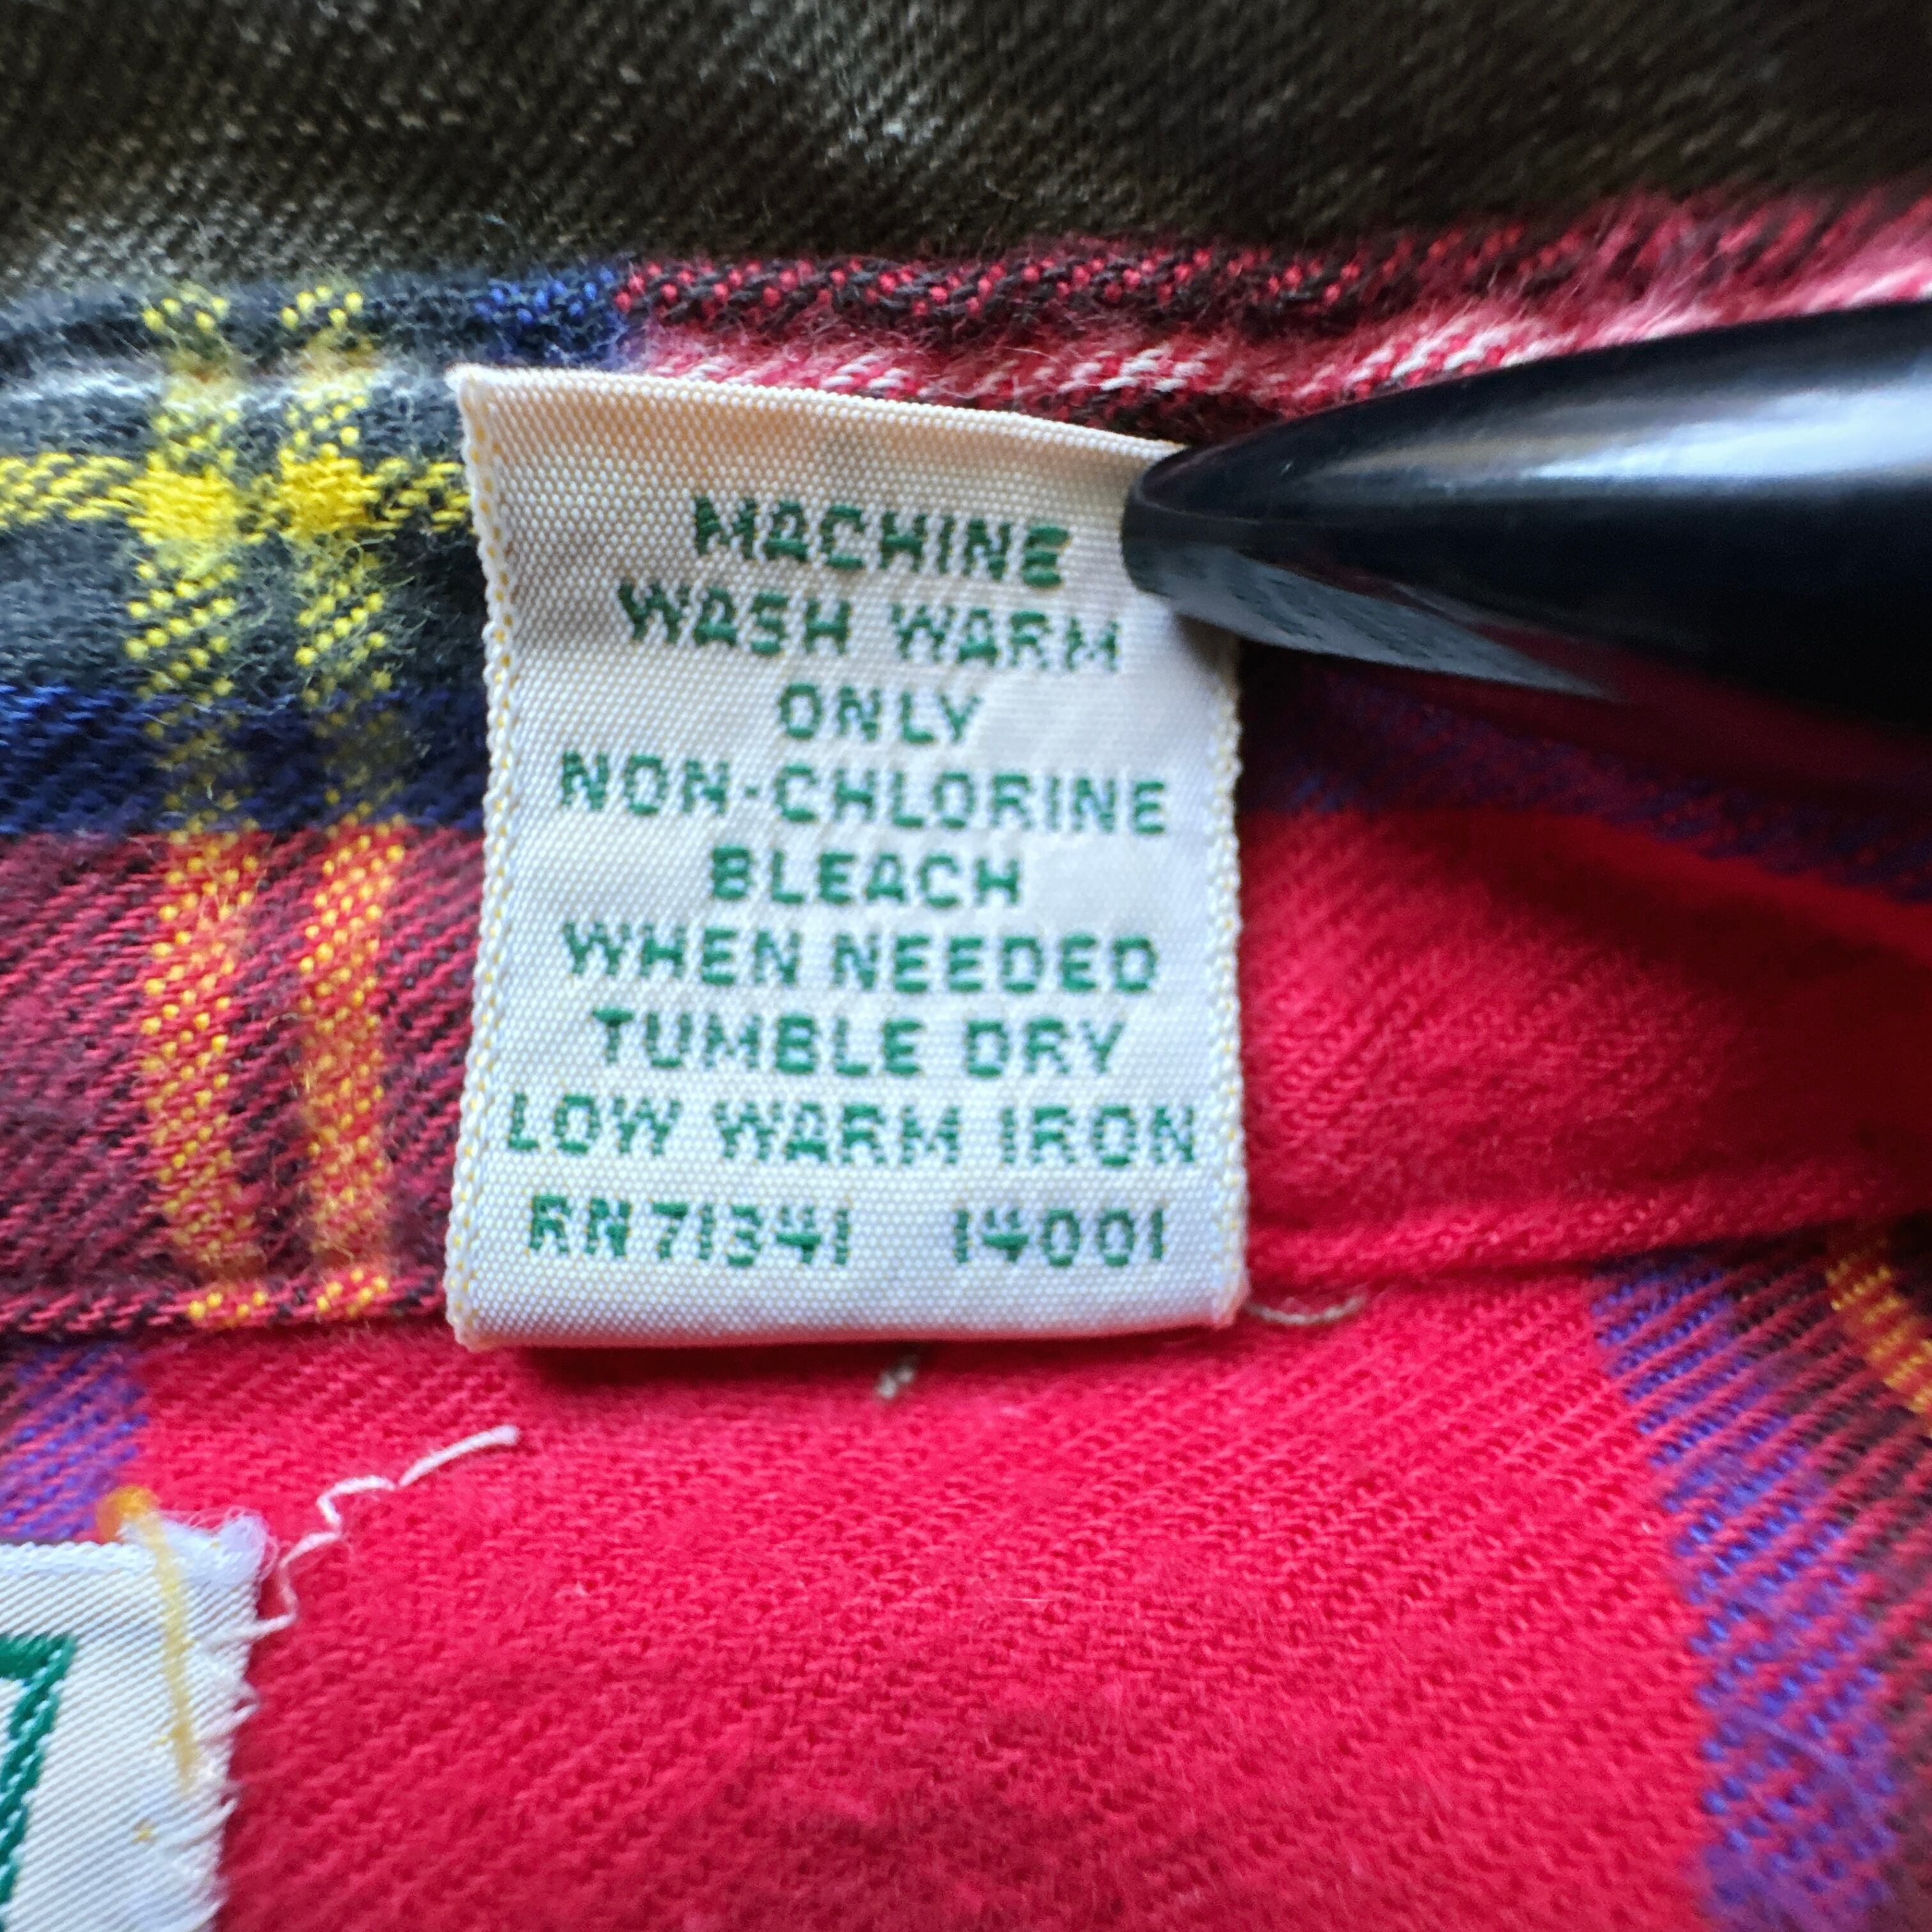 MACHINE
WASH WARM
ONLY
NON-CHLORINE
BLEACH
WHEN NEEDED
TUMBLE DRY
LOW WARM IRON
RN71341 14001